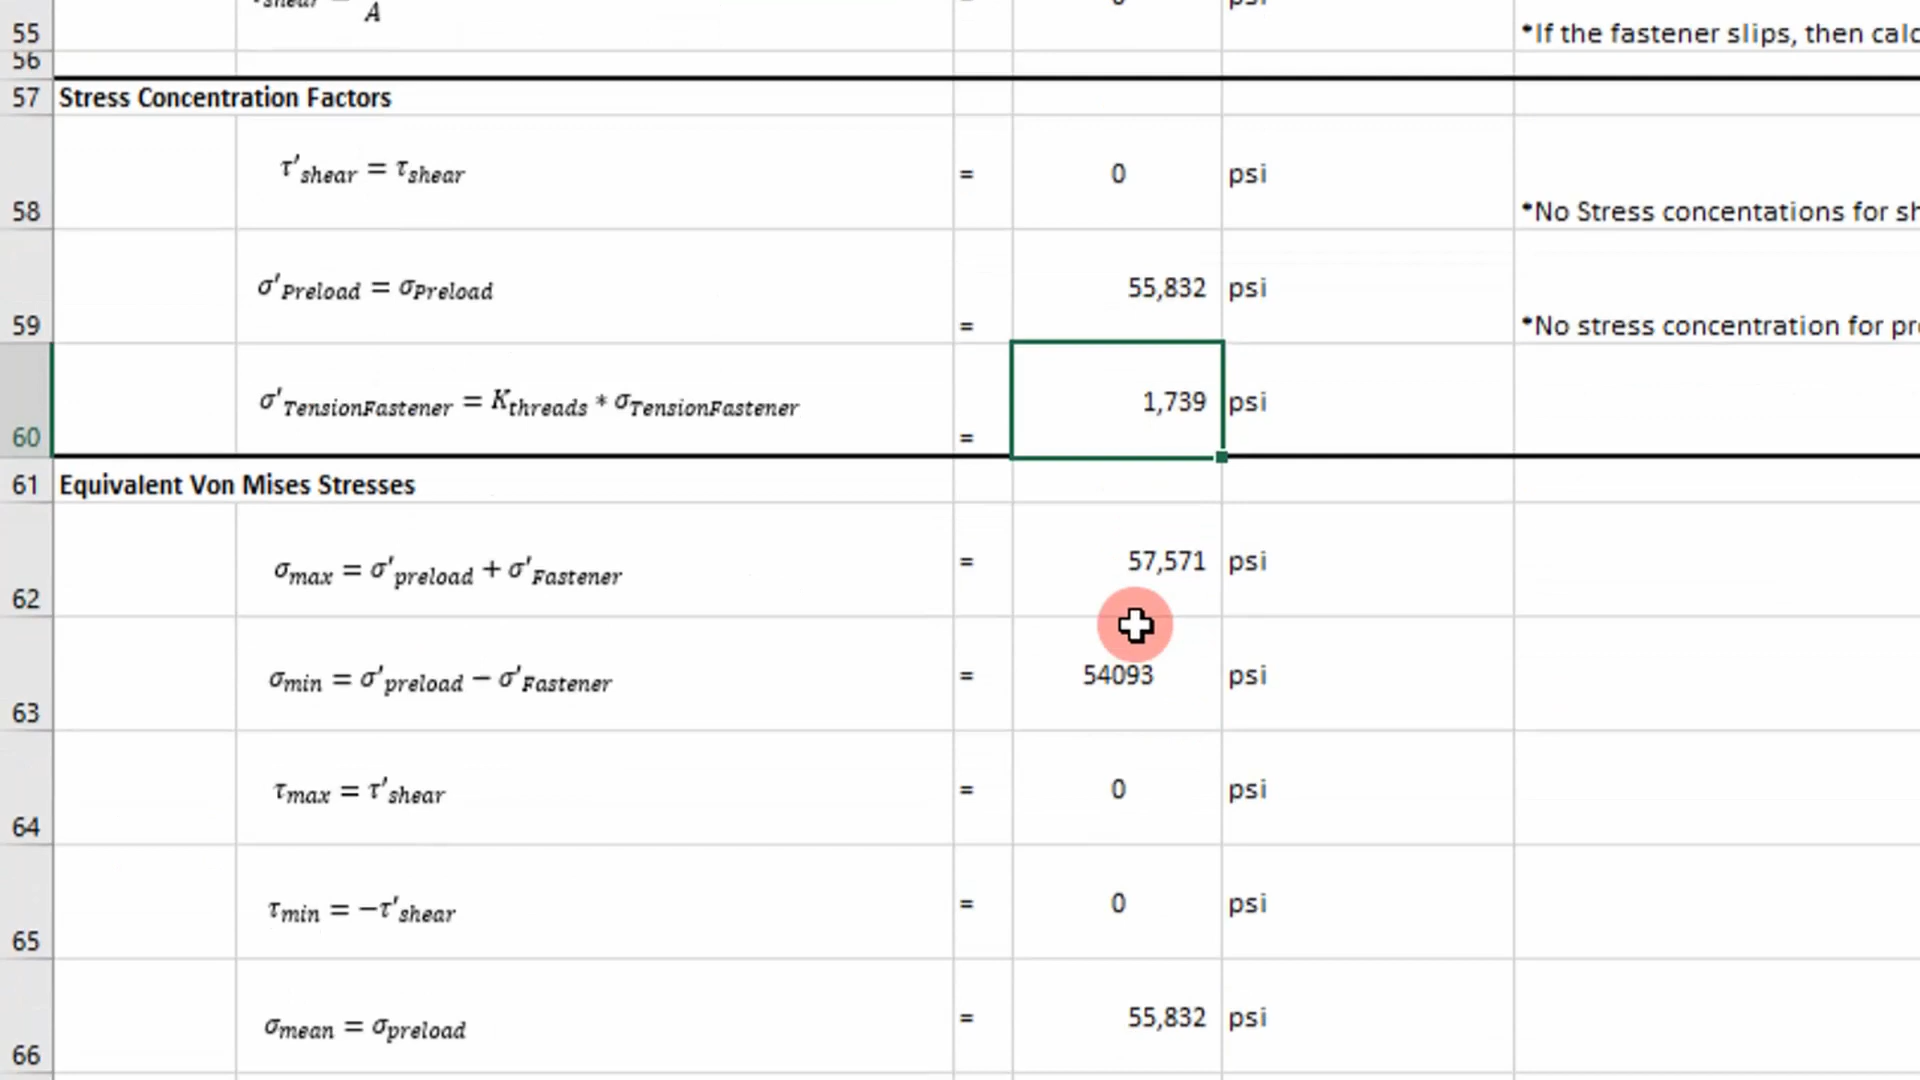 A
55 *If the fastener slips, then calc
56
57 Stress Concentration Factors
58 τ'shear = τshear = 0 psi *No Stress concentations for sh
59 σ'Preload = σPreload = 55,832 psi *No stress concentration for pr
60 σ'TensionFastener = Kthreads * σTensionFastener = 1,739 psi
61 Equivalent Von Mises Stresses
62 σmax = σ'preload + σ'Fastener = 57,571 psi
63 σmin = σ'preload − σ'Fastener = 54093 psi
64 τmax = τ'shear = 0 psi
65 τmin = −τ'shear = 0 psi
66 σmean = σpreload = 55,832 psi